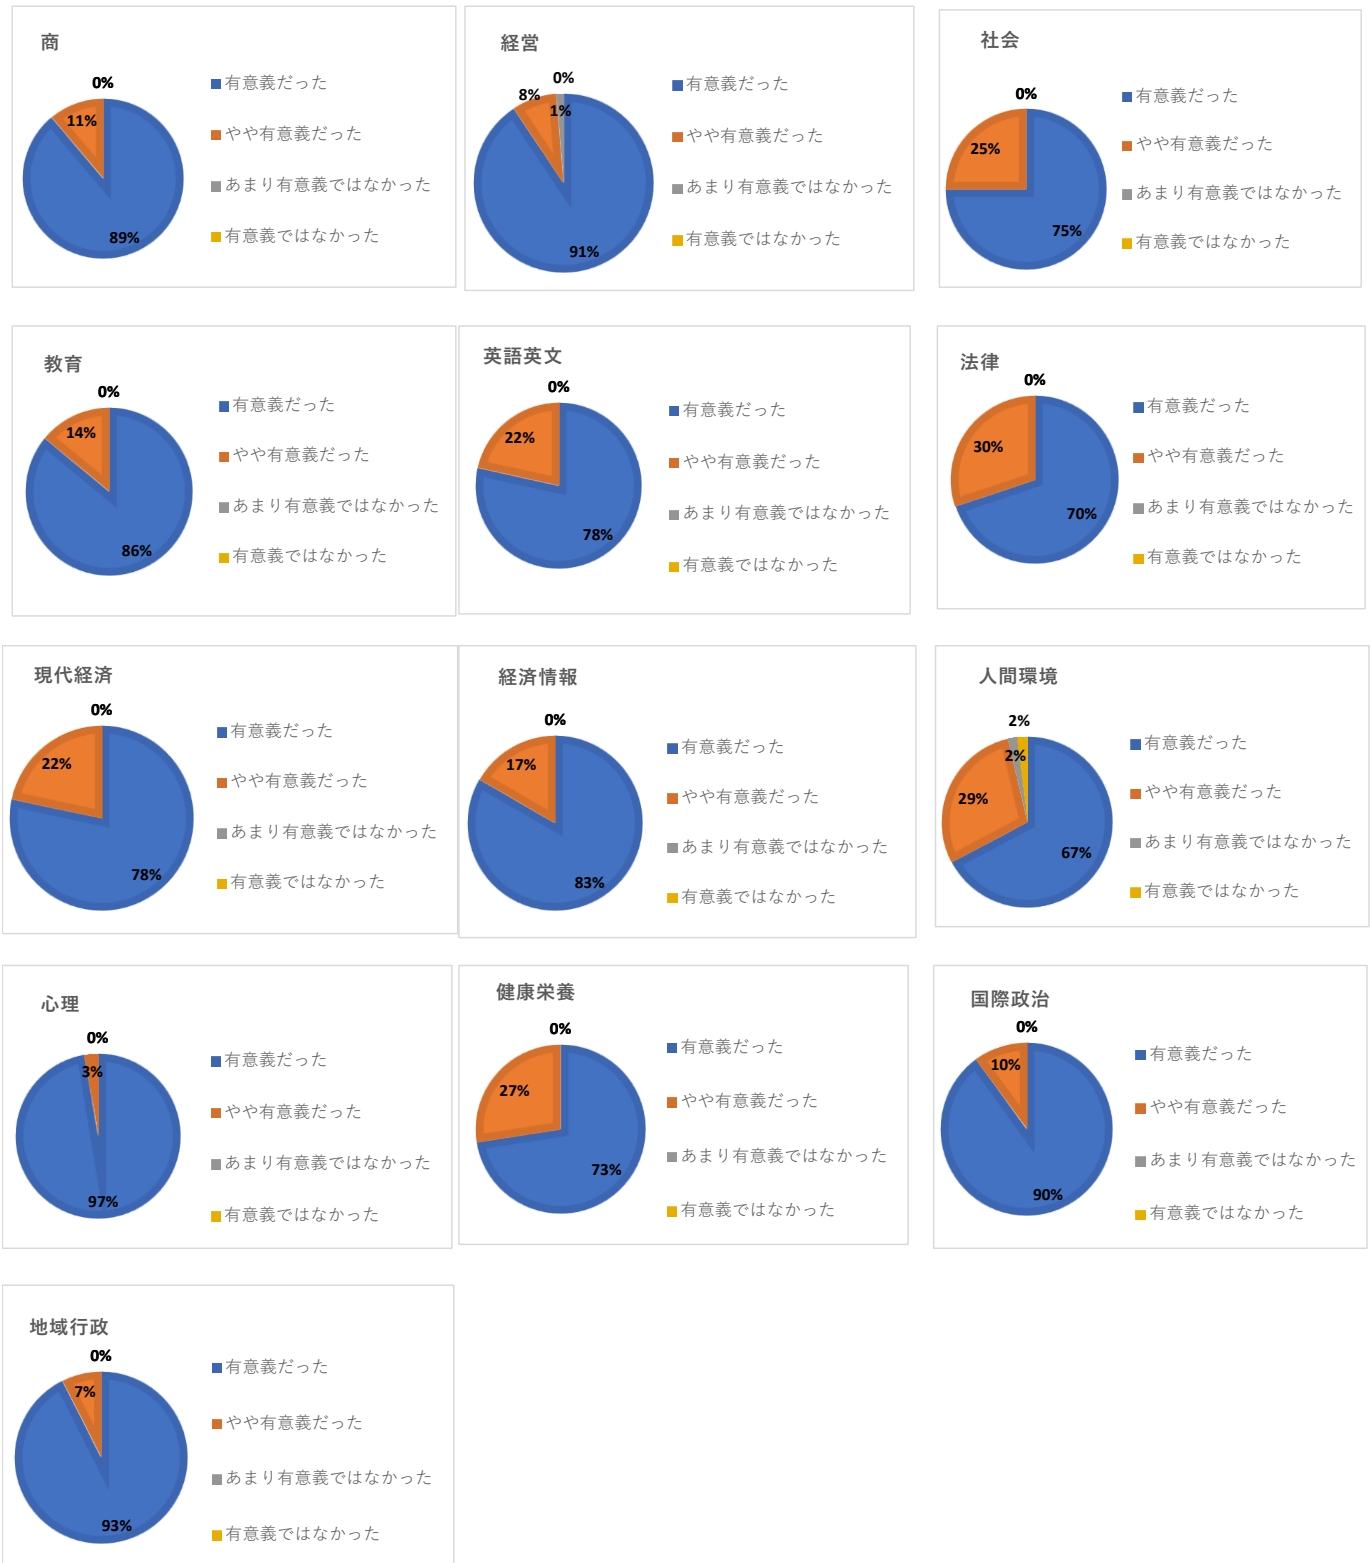 商
0%
11%
89%
有意義だった
やや有意義だった
あまり有意義ではなかった
有意義ではなかった
経営
0%
8%
1%
91%
有意義だった
やや有意義だった
あまり有意義ではなかった
有意義ではなかった
社会
0%
25%
75%
有意義だった
やや有意義だった
あまり有意義ではなかった
有意義ではなかった
教育
0%
14%
86%
有意義だった
やや有意義だった
あまり有意義ではなかった
有意義ではなかった
英語英文
0%
22%
78%
有意義だった
やや有意義だった
あまり有意義ではなかった
有意義ではなかった
法律
0%
30%
70%
有意義だった
やや有意義だった
あまり有意義ではなかった
有意義ではなかった
現代経済
0%
22%
78%
有意義だった
やや有意義だった
あまり有意義ではなかった
有意義ではなかった
経済情報
0%
17%
83%
有意義だった
やや有意義だった
あまり有意義ではなかった
有意義ではなかった
人間環境
2%
2%
29%
67%
有意義だった
やや有意義だった
あまり有意義ではなかった
有意義ではなかった
心理
0%
3%
97%
有意義だった
やや有意義だった
あまり有意義ではなかった
有意義ではなかった
健康栄養
0%
27%
73%
有意義だった
やや有意義だった
あまり有意義ではなかった
有意義ではなかった
国際政治
0%
10%
90%
有意義だった
やや有意義だった
あまり有意義ではなかった
有意義ではなかった
地域行政
0%
7%
93%
有意義だった
やや有意義だった
あまり有意義ではなかった
有意義ではなかった